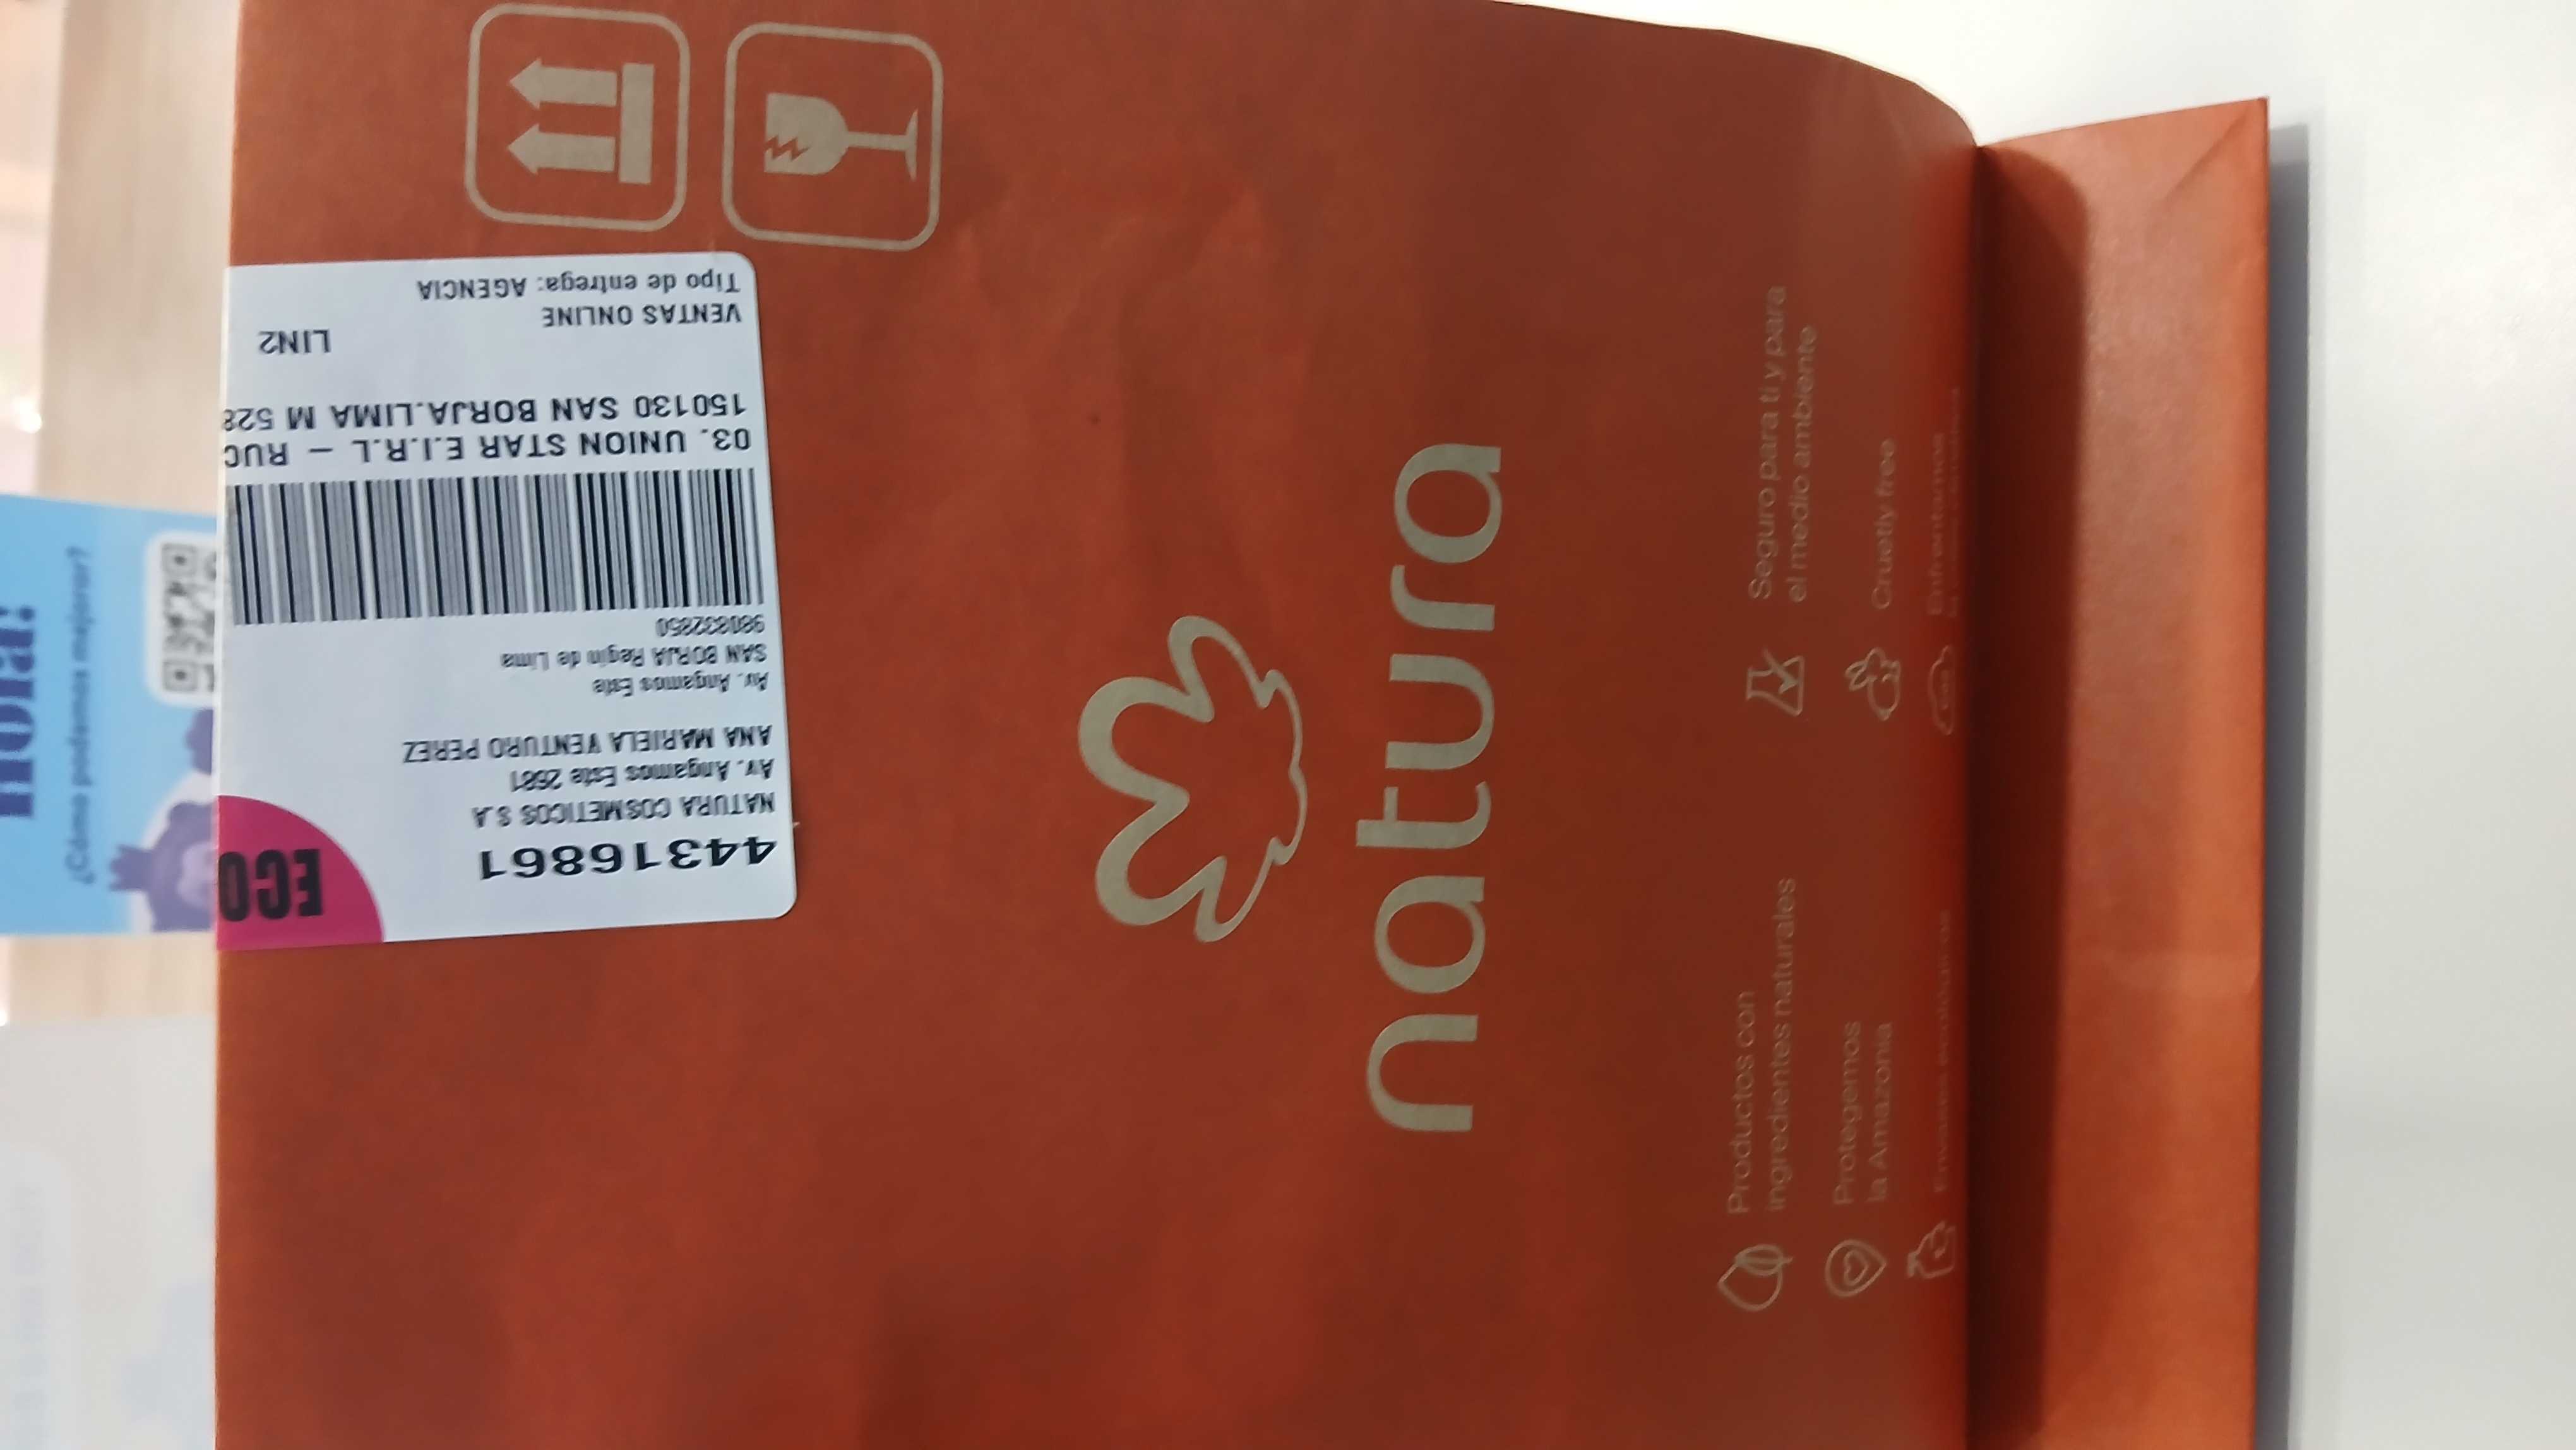 44316861
ECO
NATURA COSMETICOS S.A
Av. Angamos Este 2681
ANA MARIELA VENTURO PEREZ
Av. Angamos Este
SAN BORJA Regin de Lima
980832850
03. UNION STAR E.I.R.L – RUC
150130 SAN BORJA.LIMA M 528
LIN2
VENTAS ONLINE
Tipo de entrega: AGENCIA
natura
Productos con
ingredientes naturales
Protegemos
la Amazonía
Seguro para ti y para
el medio ambiente
Cruelty free
Enfrentamos
¡Hola!
¿Cómo podemos mejorar?